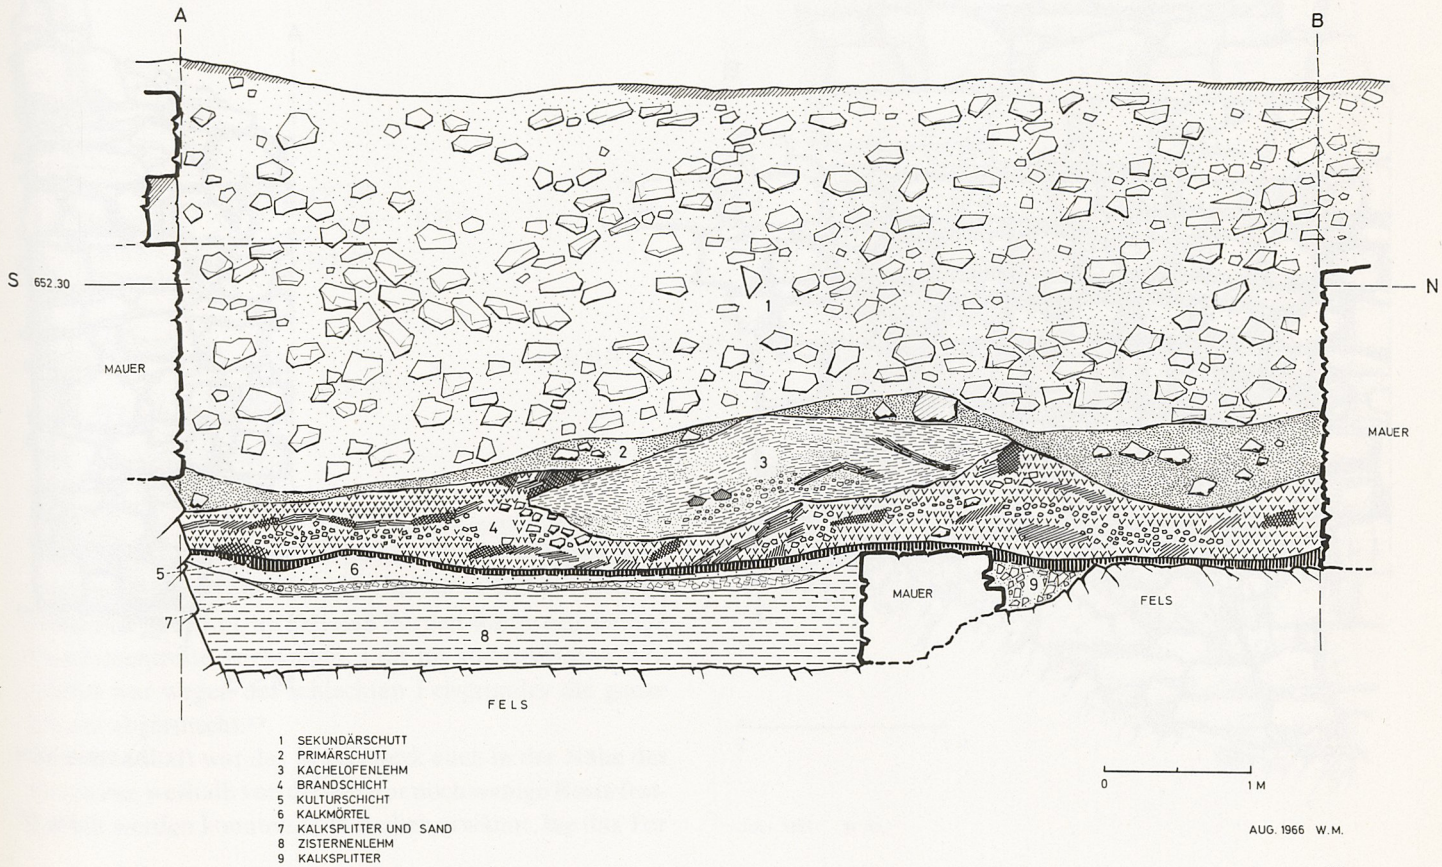 A
B
S 652.30
N
1
MAUER
MAUER
2
3
4
5
6
9
MAUER
FELS
7
8
FELS
1 SEKUNDÄRSCHUTT
2 PRIMÄRSCHUTT
3 KACHELOFENLEHM
4 BRANDSCHICHT
5 KULTURSCHICHT
6 KALKMÖRTEL
7 KALKSPLITTER UND SAND
8 ZISTERNENLEHM
9 KALKSPLITTER
0 1 M
AUG. 1966 W. M.